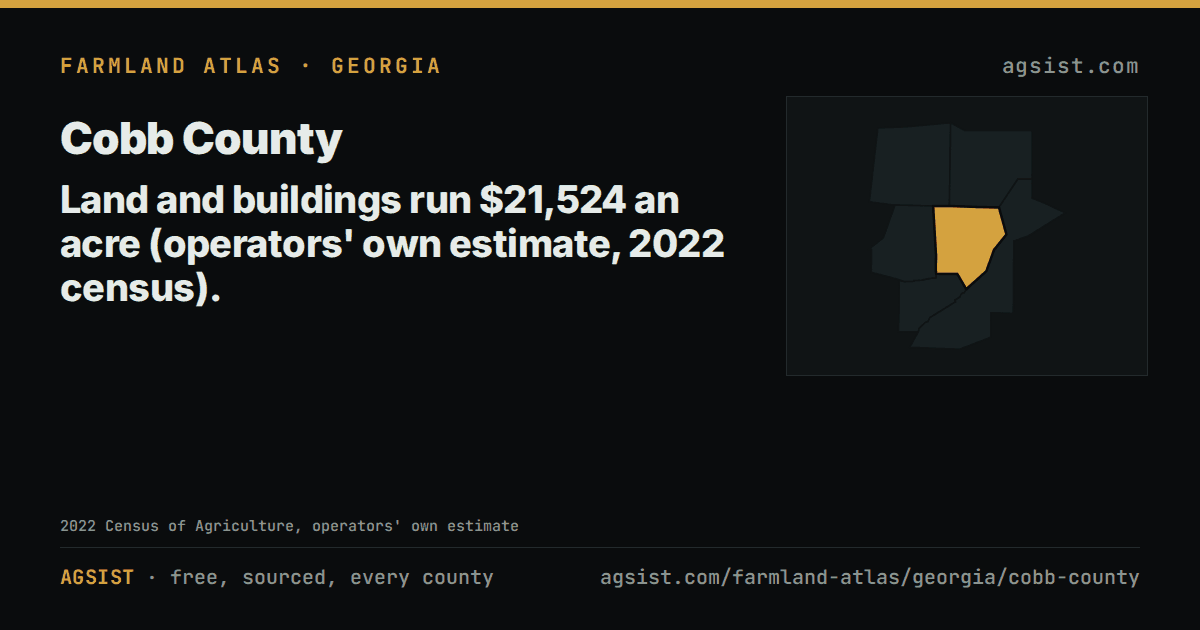 FARMLAND ATLAS · GEORGIA
agsist.com
Cobb County
Land and buildings run $21,524 an
acre (operators' own estimate, 2022
census).
2022 Census of Agriculture, operators' own estimate
AGSIST · free, sourced, every county
agsist.com/farmland-atlas/georgia/cobb-county